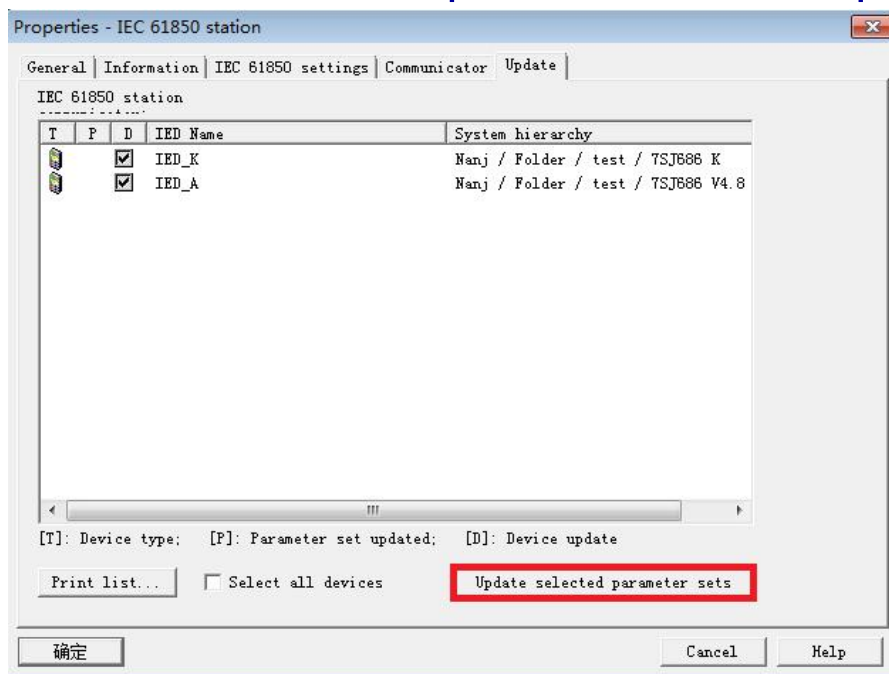 Properties - IEC 61850 station
General Information IEC 61850 settings Communicator Update
IEC 61850 station
T P D IED Name System hierarchy
IED_K Nanj / Folder / test / 7SJ686 K
IED_A Nanj / Folder / test / 7SJ686 V4.8
[T]: Device type; [P]: Parameter set updated; [D]: Device update
Print list... Select all devices Update selected parameter sets
确定 Cancel Help